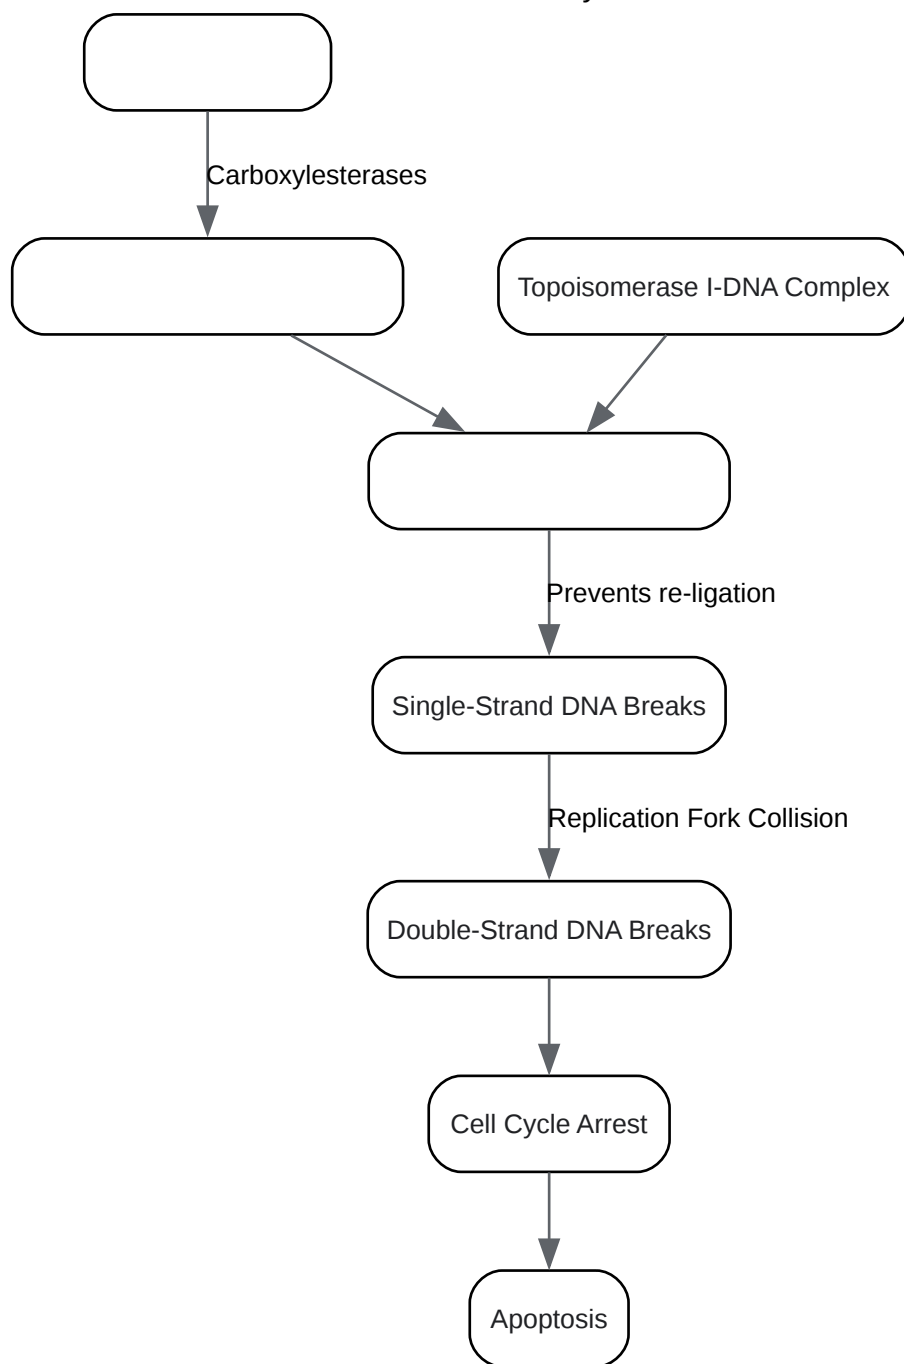 Carboxylesterases
Topoisomerase I-DNA Complex
Prevents re-ligation
Single-Strand DNA Breaks
Replication Fork Collision
Double-Strand DNA Breaks
Cell Cycle Arrest
Apoptosis